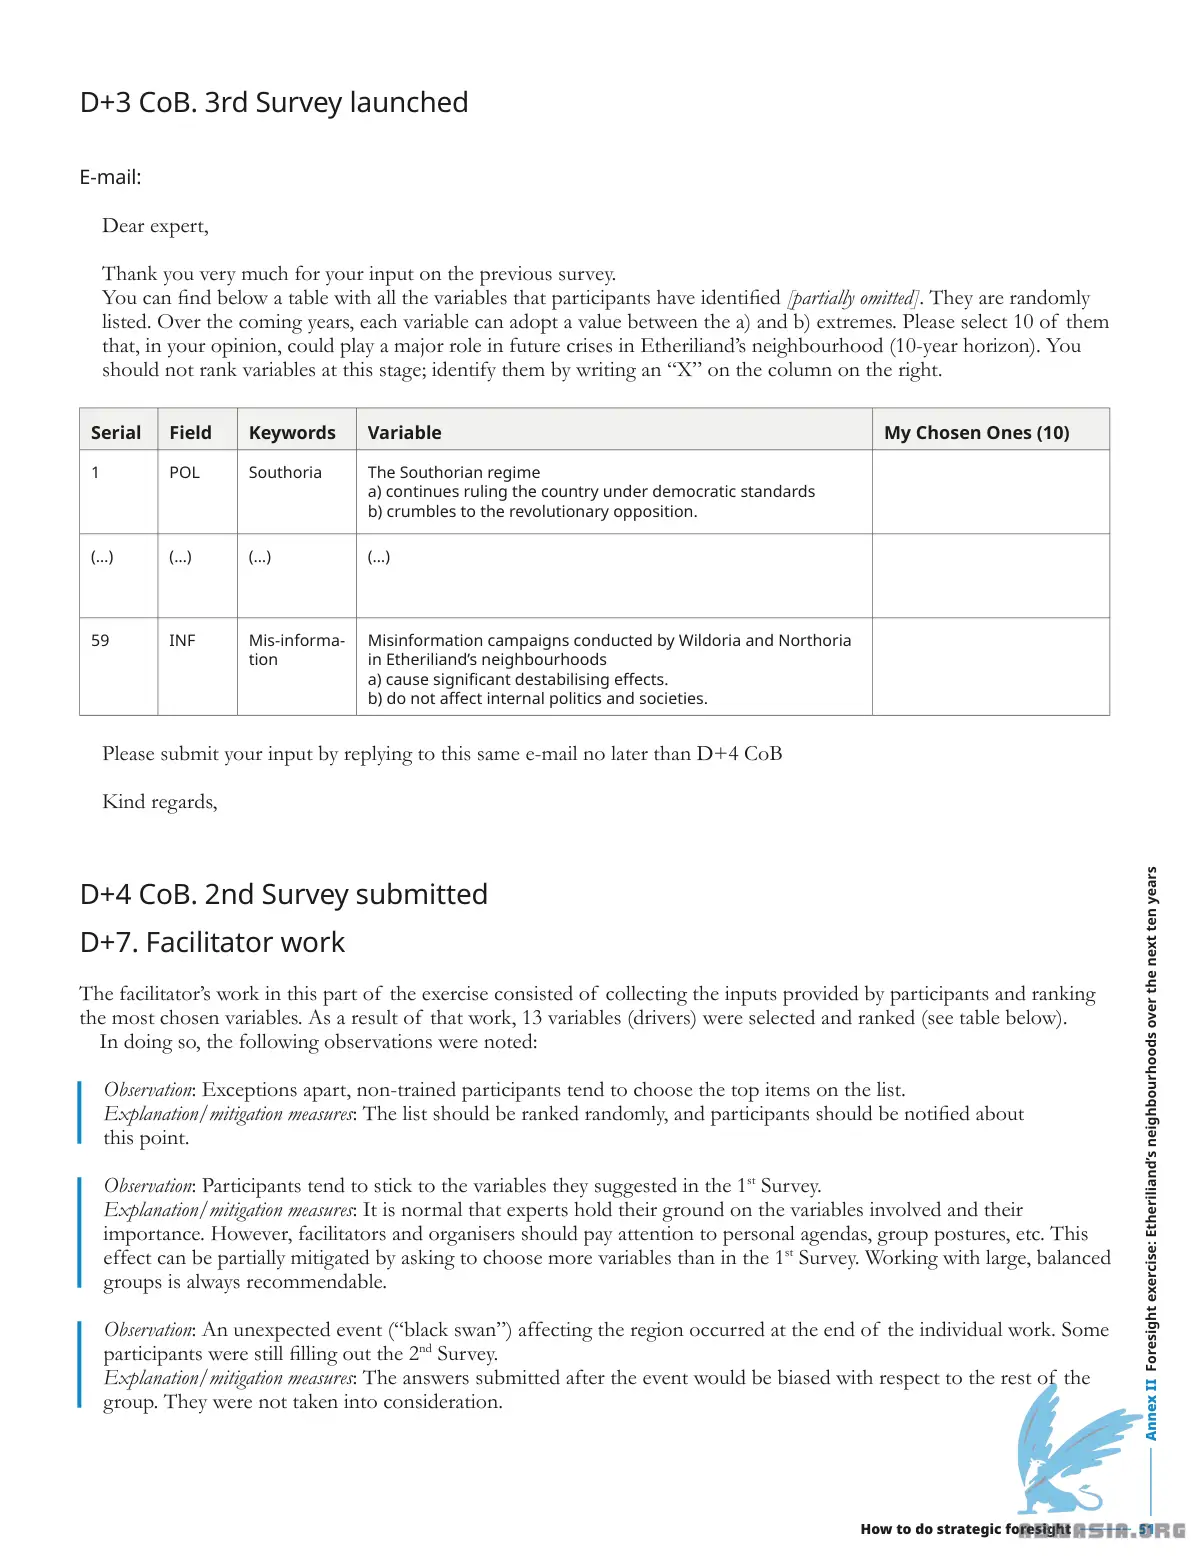 D+3 CoB. 3rd Survey launched
E-mail:
Dear expert,
Thank you very much for your input on the previous survey.
You can find below a table with all the variables that participants have identified [partially omitted]. They are randomly
listed. Over the coming years, each variable can adopt a value between the a) and b) extremes. Please select 10 of them
that, in your opinion, could play a major role in future crises in Etheriliand’s neighbourhood (10-year horizon). You
should not rank variables at this stage; identify them by writing an “X” on the column on the right.
Serial Field Keywords Variable My Chosen Ones (10)
1 POL Southoria The Southorian regime
a) continues ruling the country under democratic standards
b) crumbles to the revolutionary opposition.
(...) (...) (...) (...)
59 INF Mis-informa- Misinformation campaigns conducted by Wildoria and Northoria
tion in Etheriliand’s neighbourhoods
a) cause significant destabilising effects.
b) do not affect internal politics and societies.
Please submit your input by replying to this same e-mail no later than D+4 CoB
Kind regards,
D+4 CoB. 2nd Survey submitted
D+7. Facilitator work
The facilitator’s work in this part of the exercise consisted of collecting the inputs provided by participants and ranking
the most chosen variables. As a result of that work, 13 variables (drivers) were selected and ranked (see table below).
In doing so, the following observations were noted:
Observation: Exceptions apart, non-trained participants tend to choose the top items on the list.
Explanation/mitigation measures: The list should be ranked randomly, and participants should be notified about
this point.
Observation: Participants tend to stick to the variables they suggested in the 1st Survey.
Explanation/mitigation measures: It is normal that experts hold their ground on the variables involved and their
importance. However, facilitators and organisers should pay attention to personal agendas, group postures, etc. This
effect can be partially mitigated by asking to choose more variables than in the 1st Survey. Working with large, balanced
groups is always recommendable.
Observation: An unexpected event (“black swan”) affecting the region occurred at the end of the individual work. Some
participants were still filling out the 2nd Survey.
Explanation/mitigation measures: The answers submitted after the event would be biased with respect to the rest of the
group. They were not taken into consideration.
Annex II Foresight exercise: Etheriliand’s neighbourhoods over the next ten years
How to do strategic foresight 51